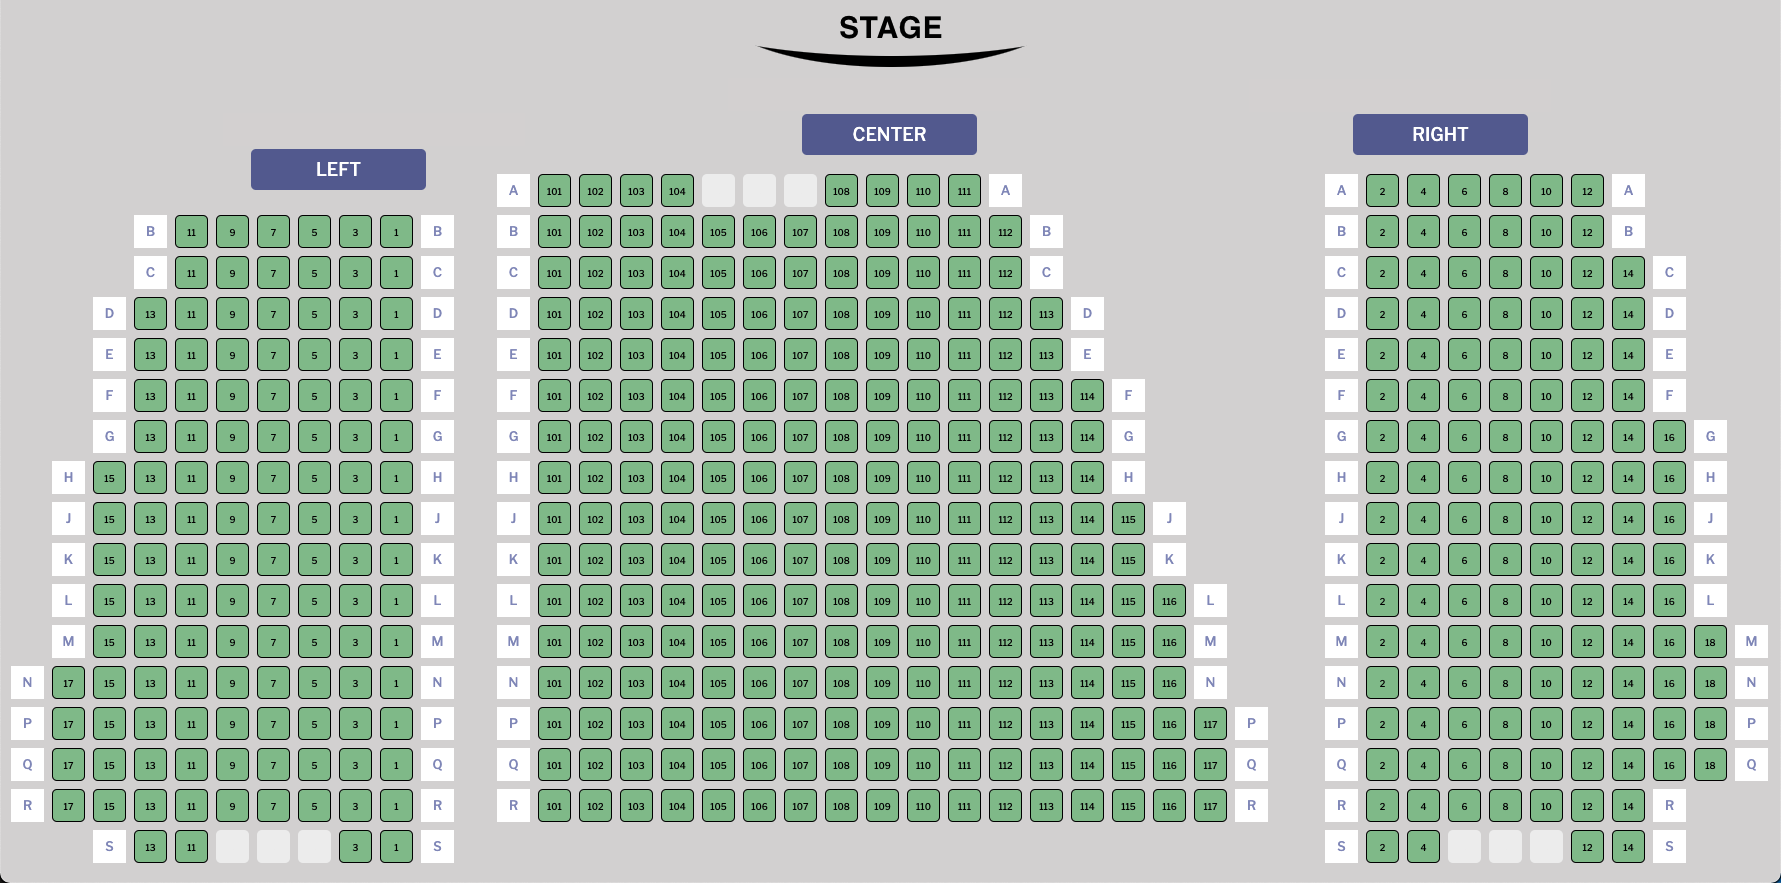 STAGE
CENTER RIGHT
LEFT
A 101 102 103 104 108 109 110 111 A A 2 4 6 8 10 12 A
B 11 9 7 5 3 1 B B 101 102 103 104 105 106 107 108 109 110 111 112 B B 2 4 6 8 10 12 B
C 11 9 7 5 3 1 C C 101 102 103 104 105 106 107 108 109 110 111 112 C C 2 4 6 8 10 12 14 C
D 13 11 9 7 5 3 1 D D 101 102 103 104 105 106 107 108 109 110 111 112 113 D D 2 4 6 8 10 12 14 D
E 13 11 9 7 5 3 1 E E 101 102 103 104 105 106 107 108 109 110 111 112 113 E E 2 4 6 8 10 12 14 E
F 13 11 9 7 5 3 1 F F 101 102 103 104 105 106 107 108 109 110 111 112 113 114 F F 2 4 6 8 10 12 14 F
G 13 11 9 7 5 3 1 G G 101 102 103 104 105 106 107 108 109 110 111 112 113 114 G G 2 4 6 8 10 12 14 16 G
H 15 13 11 9 7 5 3 1 H H 101 102 103 104 105 106 107 108 109 110 111 112 113 114 H H 2 4 6 8 10 12 14 16 H
J 15 13 11 9 7 5 3 1 J J 101 102 103 104 105 106 107 108 109 110 111 112 113 114 115 J J 2 4 6 8 10 12 14 16 J
K 15 13 11 9 7 5 3 1 K K 101 102 103 104 105 106 107 108 109 110 111 112 113 114 115 K K 2 4 6 8 10 12 14 16 K
L 15 13 11 9 7 5 3 1 L L 101 102 103 104 105 106 107 108 109 110 111 112 113 114 115 116 L L 2 4 6 8 10 12 14 16 L
M 15 13 11 9 7 5 3 1 M M 101 102 103 104 105 106 107 108 109 110 111 112 113 114 115 116 M M 2 4 6 8 10 12 14 16 18 M
N 17 15 13 11 9 7 5 3 1 N N 101 102 103 104 105 106 107 108 109 110 111 112 113 114 115 116 N N 2 4 6 8 10 12 14 16 18 N
P 17 15 13 11 9 7 5 3 1 P P 101 102 103 104 105 106 107 108 109 110 111 112 113 114 115 116 117 P P 2 4 6 8 10 12 14 16 18 P
Q 17 15 13 11 9 7 5 3 1 Q Q 101 102 103 104 105 106 107 108 109 110 111 112 113 114 115 116 117 Q Q 2 4 6 8 10 12 14 16 18 Q
R 17 15 13 11 9 7 5 3 1 R R 101 102 103 104 105 106 107 108 109 110 111 112 113 114 115 116 117 R R 2 4 6 8 10 12 14 R
S 13 11 3 1 S S 2 4 12 14 S